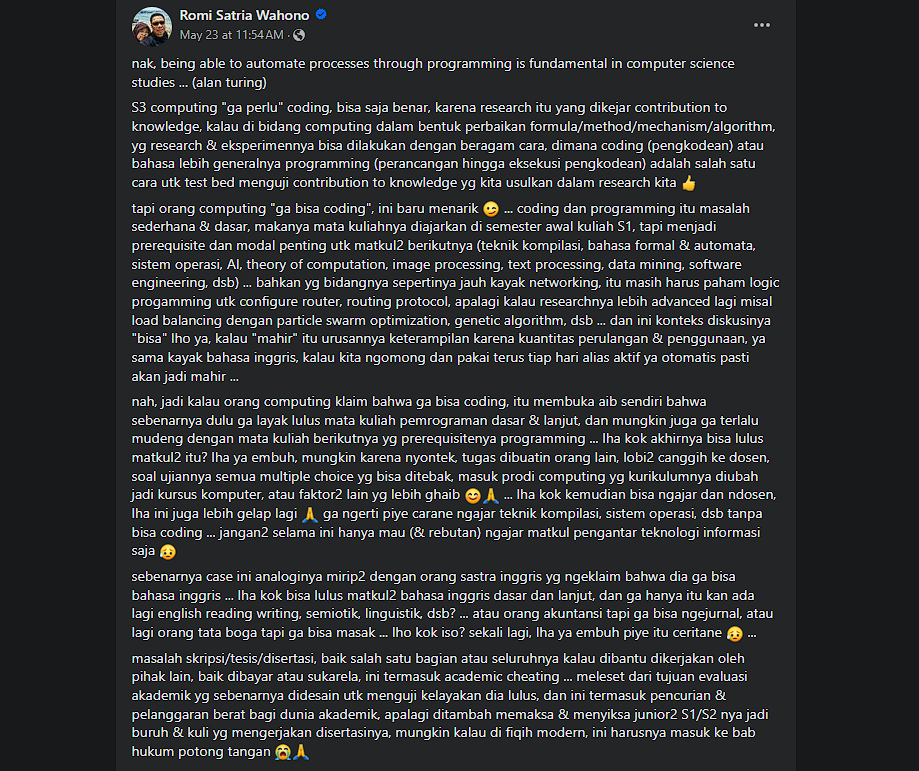 Romi Satria Wahono
May 23 at 11:54 AM ·
nak, being able to automate processes through programming is fundamental in computer science
studies ... (alan turing)
S3 computing "ga perlu" coding, bisa saja benar, karena research itu yang dikejar contribution to
knowledge, kalau di bidang computing dalam bentuk perbaikan formula/method/mechanism/algorithm,
yg research & eksperimennya bisa dilakukan dengan beragam cara, dimana coding (pengkodean) atau
bahasa lebih generalnya programming (perancangan hingga eksekusi pengkodean) adalah salah satu
cara utk test bed menguji contribution to knowledge yg kita usulkan dalam research kita 👍
tapi orang computing "ga bisa coding", ini baru menarik 😉 ... coding dan programming itu masalah
sederhana & dasar, makanya mata kuliahnya diajarkan di semester awal kuliah S1, tapi menjadi
prerequisite dan modal penting utk matkul2 berikutnya (teknik kompilasi, bahasa formal & automata,
sistem operasi, AI, theory of computation, image processing, text processing, data mining, software
engineering, dsb) ... bahkan yg bidangnya sepertinya jauh kayak networking, itu masih harus paham logic
progamming utk configure router, routing protocol, apalagi kalau researchnya lebih advanced lagi misal
load balancing dengan particle swarm optimization, genetic algorithm, dsb ... dan ini konteks diskusinya
"bisa" lho ya, kalau "mahir" itu urusannya keterampilan karena kuantitas perulangan & penggunaan, ya
sama kayak bahasa inggris, kalau kita ngomong dan pakai terus tiap hari alias aktif ya otomatis pasti
akan jadi mahir ...
nah, jadi kalau orang computing klaim bahwa ga bisa coding, itu membuka aib sendiri bahwa
sebenarnya dulu ga layak lulus mata kuliah pemrograman dasar & lanjut, dan mungkin juga ga terlalu
mudeng dengan mata kuliah berikutnya yg prerequisitenya programming ... lha kok akhirnya bisa lulus
matkul2 itu? lha ya embuh, mungkin karena nyontek, tugas dibuatin orang lain, lobi2 canggih ke dosen,
soal ujiannya semua multiple choice yg bisa ditebak, masuk prodi computing yg kurikulumnya diubah
jadi kursus komputer, atau faktor2 lain yg lebih ghaib 😊🙏 ... lha kok kemudian bisa ngajar dan ndosen,
lha ini juga lebih gelap lagi 🙏 ga ngerti piye carane ngajar teknik kompilasi, sistem operasi, dsb tanpa
bisa coding ... jangan2 selama ini hanya mau (& rebutan) ngajar matkul pengantar teknologi informasi
saja 😥
sebenarnya case ini analoginya mirip2 dengan orang sastra inggris yg ngeklaim bahwa dia ga bisa
bahasa inggris ... lha kok bisa lulus matkul2 bahasa inggris dasar dan lanjut, dan ga hanya itu kan ada
lagi english reading writing, semiotik, linguistik, dsb? ... atau orang akuntansi tapi ga bisa ngejurnal, atau
lagi orang tata boga tapi ga bisa masak ... lho kok iso? sekali lagi, lha ya embuh piye itu ceritane 😥 ...
masalah skripsi/tesis/disertasi, baik salah satu bagian atau seluruhnya kalau dibantu dikerjakan oleh
pihak lain, baik dibayar atau sukarela, ini termasuk academic cheating ... meleset dari tujuan evaluasi
akademik yg sebenarnya didesain utk menguji kelayakan dia lulus, dan ini termasuk pencurian &
pelanggaran berat bagi dunia akademik, apalagi ditambah memaksa & menyiksa junior2 S1/S2 nya jadi
buruh & kuli yg mengerjakan disertasinya, mungkin kalau di fiqih modern, ini harusnya masuk ke bab
hukum potong tangan 😭🙏